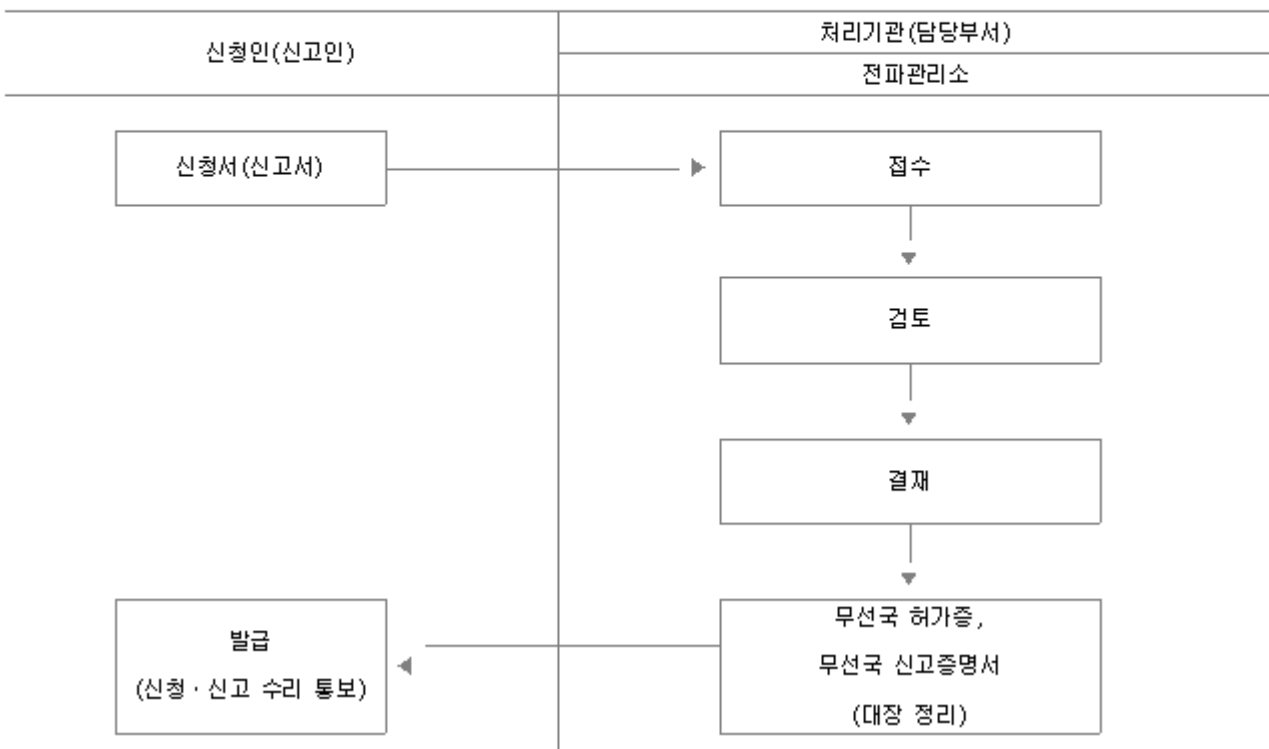 신청인(신고인)
처리기관(담당부서)
전파관리소
신청서(신고서)
접수
검토
결재
무선국 허가증,
무선국 신고증명서
(대장 정리)
발급
(신청 · 신고 수리 통보)